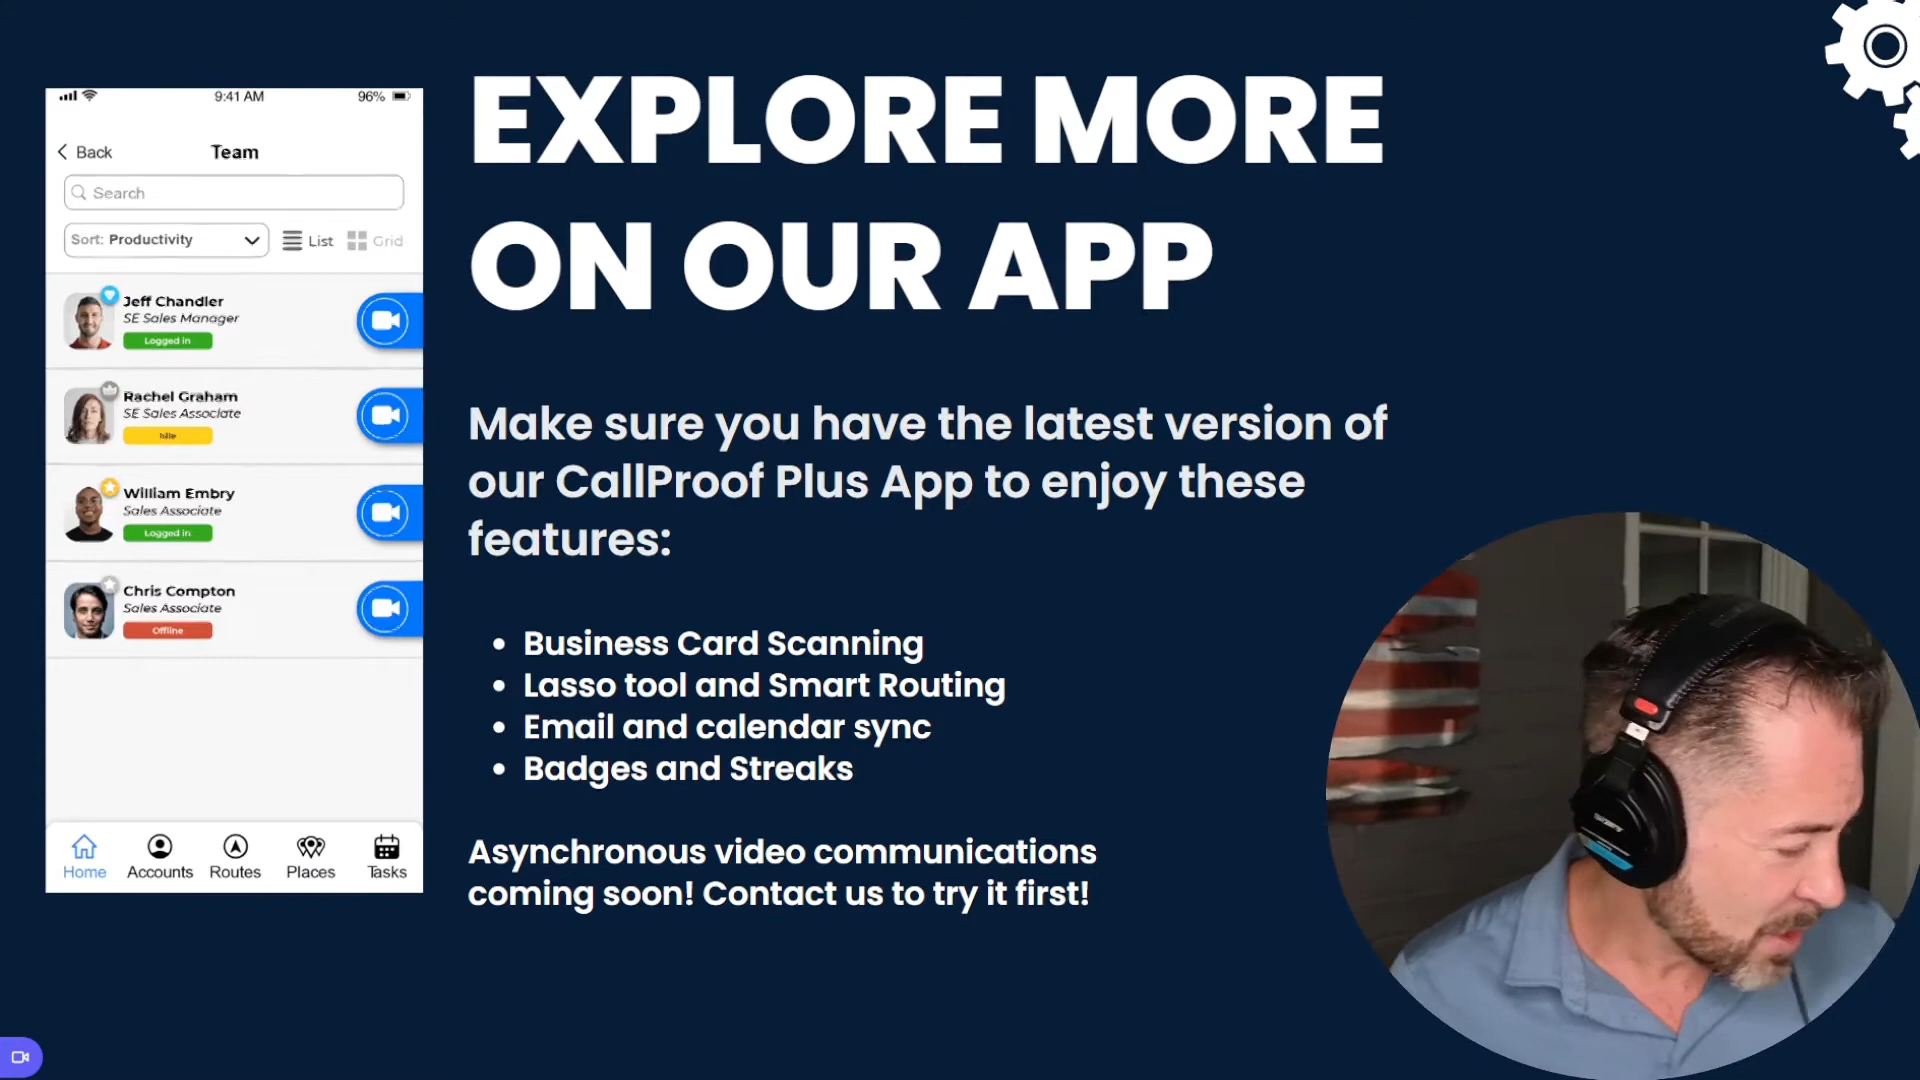 9:41 AM
96%
Back
Team
Search
Sort: Productivity
List
Grid
Jeff Chandler
SE Sales Manager
Logged in
Rachel Graham
SE Sales Associate
Idle
William Embry
Sales Associate
Logged in
Chris Compton
Sales Associate
Offline
Home
Accounts
Routes
Places
Tasks
EXPLORE MORE
ON OUR APP
Make sure you have the latest version of
our CallProof Plus App to enjoy these
features:
• Business Card Scanning
• Lasso tool and Smart Routing
• Email and calendar sync
• Badges and Streaks
Asynchronous video communications
coming soon! Contact us to try it first!